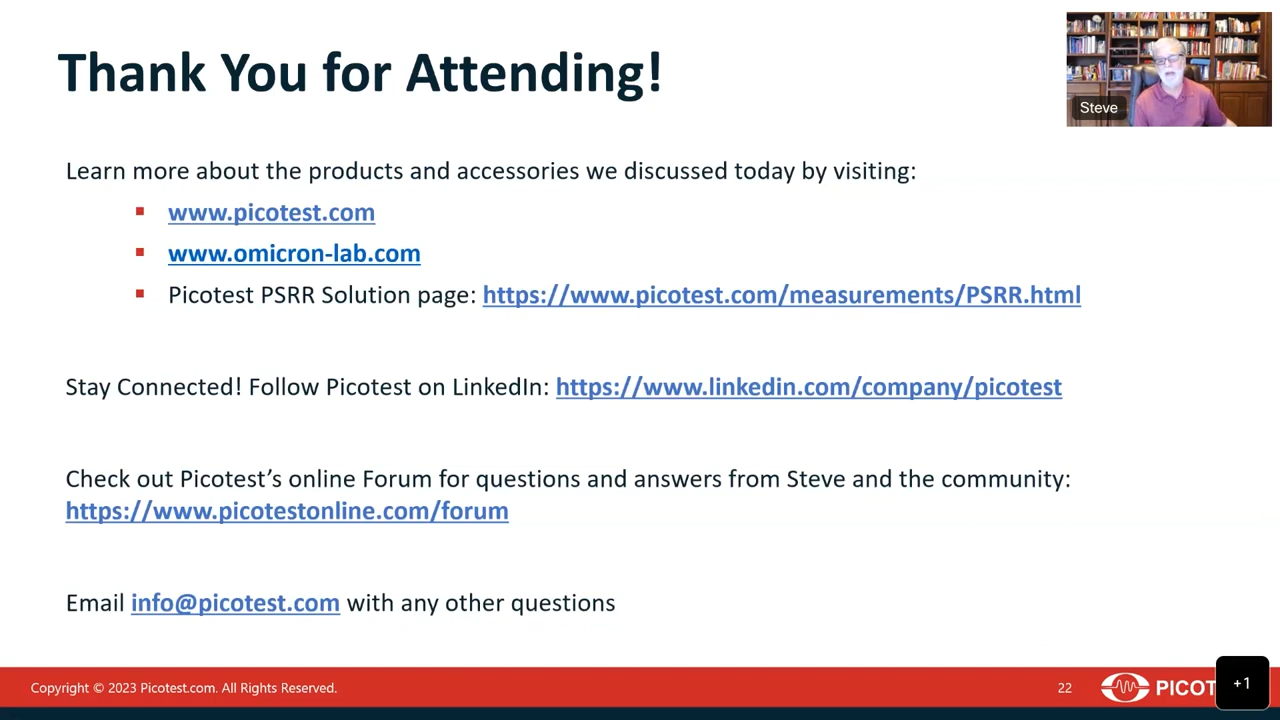 Thank You for Attending!
Steve
Learn more about the products and accessories we discussed today by visiting:
www.picotest.com
www.omicron-lab.com
Picotest PSRR Solution page: https://www.picotest.com/measurements/PSRR.html
Stay Connected! Follow Picotest on LinkedIn: https://www.linkedin.com/company/picotest
Check out Picotest’s online Forum for questions and answers from Steve and the community:
https://www.picotestonline.com/forum
Email info@picotest.com with any other questions
Copyright © 2023 Picotest.com. All Rights Reserved.
22
PICOT
+1